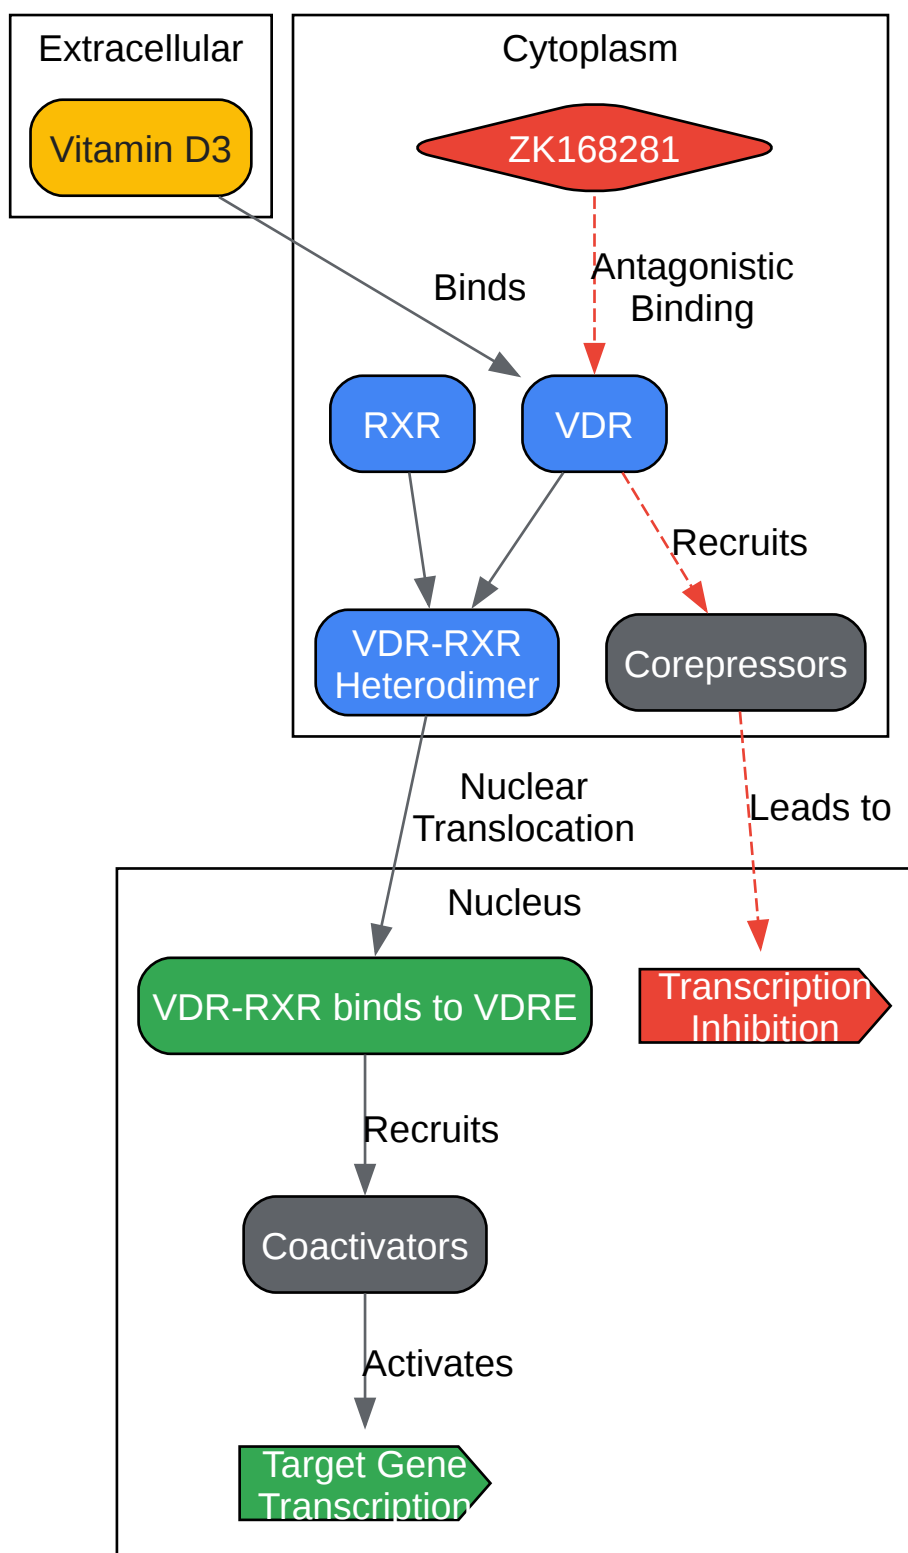 Extracellular
Cytoplasm
Vitamin D3
ZK168281
Binds
Antagonistic
Binding
RXR
VDR
Recruits
VDR-RXR
Heterodimer
Corepressors
Nuclear
Translocation
Leads to
Nucleus
VDR-RXR binds to VDRE
Transcription
Inhibition
Recruits
Coactivators
Activates
Target Gene
Transcription